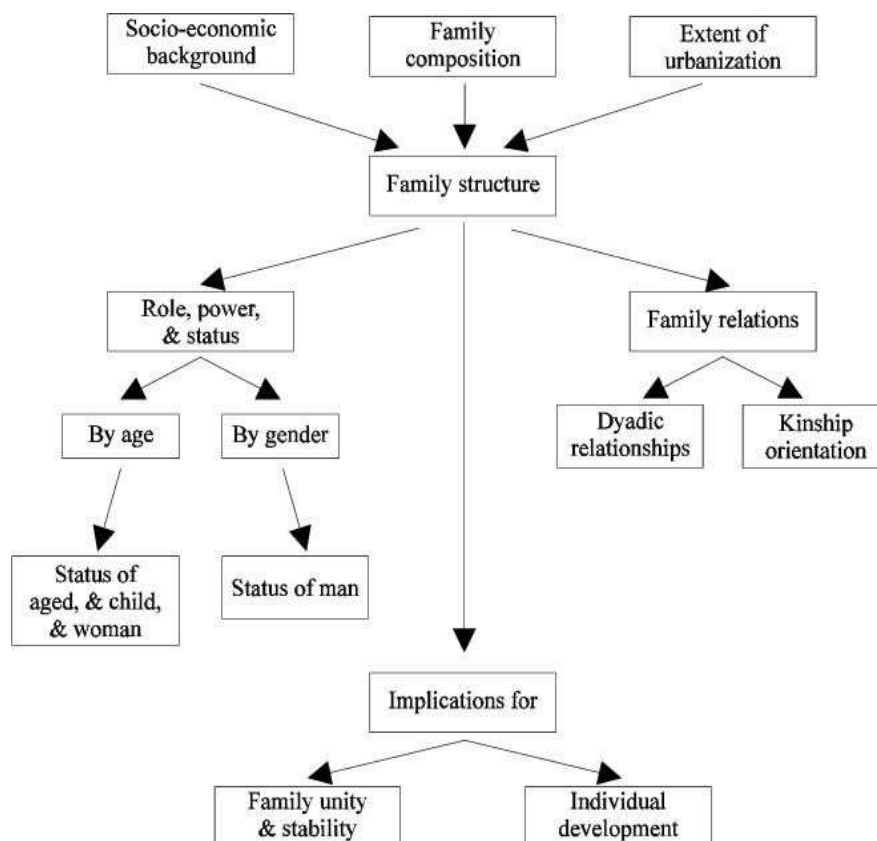 Socio-economic
background
Family
composition
Extent of
urbanization
Family structure
Role, power,
& status
Family relations
By age
By gender
Dyadic
relationships
Kinship
orientation
Status of
aged, & child,
& woman
Status of man
Implications for
Family unity
& stability
Individual
development